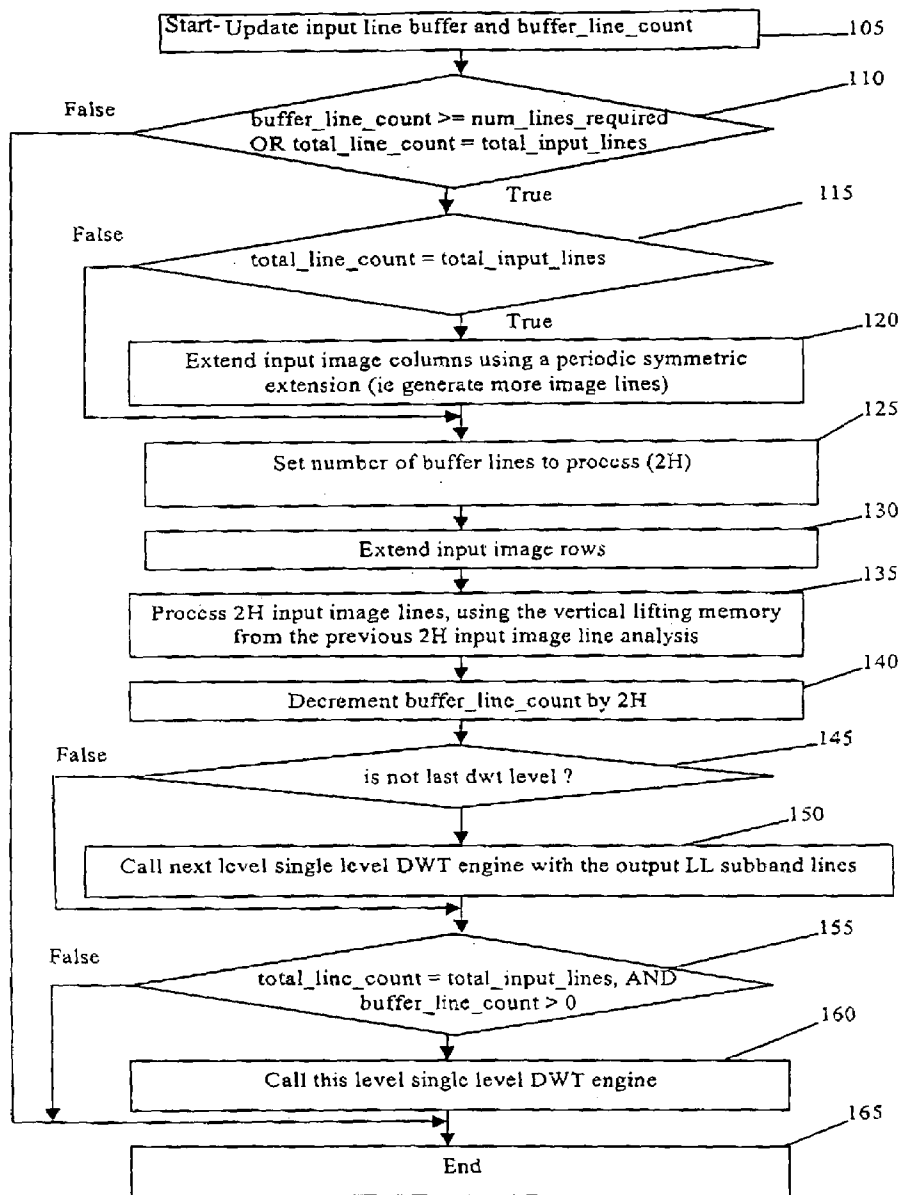 Start- Update input line buffer and buffer_line_count
105
110
False
buffer_line_count >= num_lines_required
OR total_line_count = total_input_lines
True
115
False
total_line_count = total_input_lines
True
120
Extend input image columns using a periodic symmetric
extension (ie generate more image lines)
125
Set number of buffer lines to process (2H)
130
Extend input image rows
135
Process 2H input image lines, using the vertical lifting memory
from the previous 2H input image line analysis
140
Decrement buffer_line_count by 2H
145
False
is not last dwt level ?
150
Call next level single level DWT engine with the output LL subband lines
155
False
total_line_count = total_input_lines, AND
buffer_line_count > 0
160
Call this level single level DWT engine
165
End